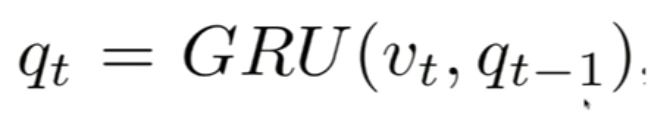 q_t = GRU(v_t, q_{t-1}),